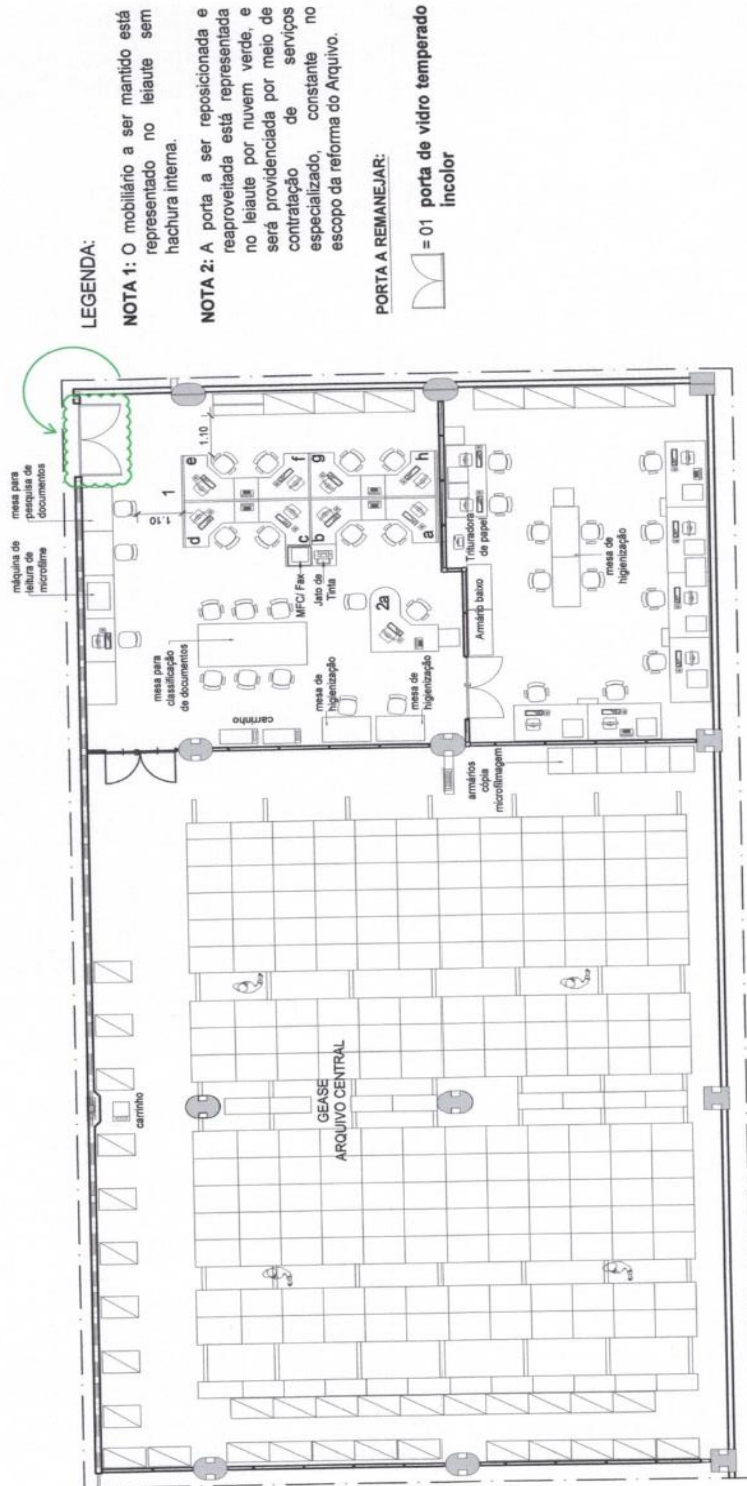 LEGENDA:
NOTA 1: O mobiliário a ser mantido está
representado no leiaute sem
hachura interna.
NOTA 2: A porta a ser reposicionada e
reaproveitada está representada
no leiaute por nuvem verde, e
será providenciada por meio de
contratação de serviços
especializado, constante no
escopo da reforma do Arquivo.
PORTA A REMANEJAR:
= 01 porta de vidro temperado
incolor
máquina de
leitura de
microfilme
mesa para
pesquisa de
documentos
1.10
1
1.10
d
e
c
f
b
g
a
h
MFC/ Fax
Jato de
Tinta
mesa para
classificação
de documentos
carrinho
mesa de
higienização
mesa de
higienização
2a
Trituradora
de papel
Armário baixo
mesa de
higienização
armários
cópia
microfilmagem
carrinho
GEASE
ARQUIVO CENTRAL